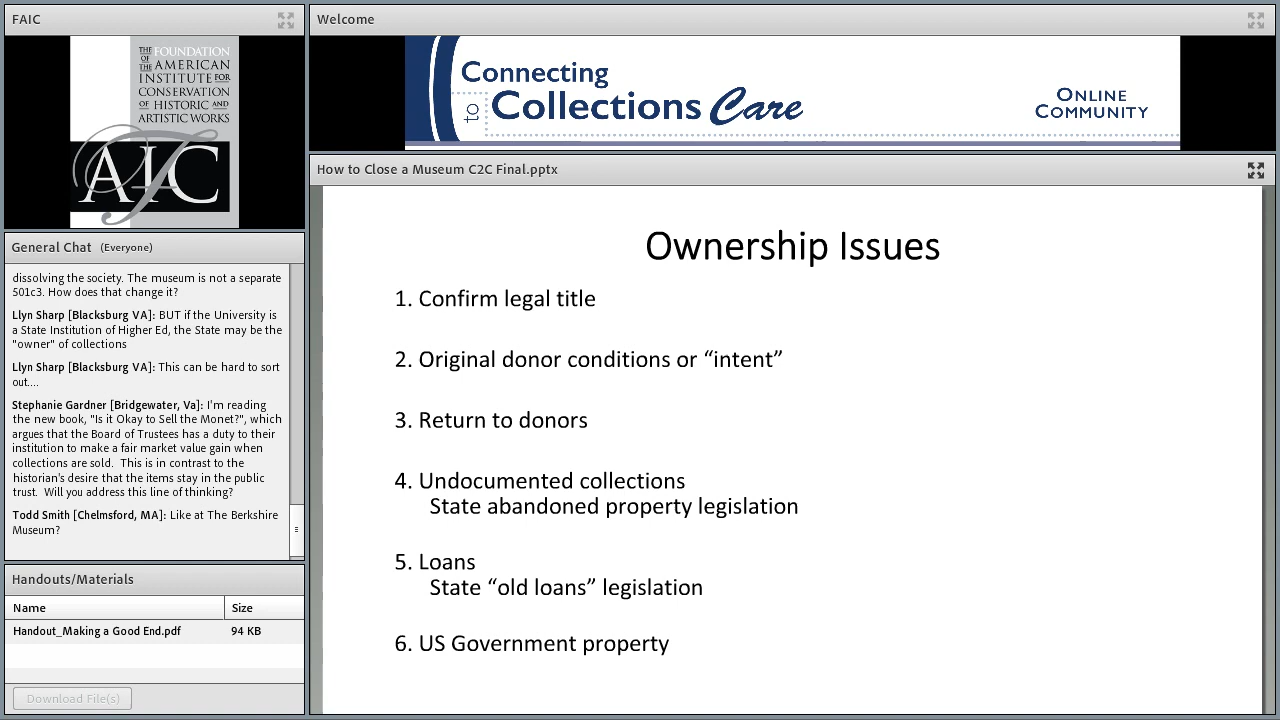 FAIC
THE FOUNDATION
OF THE AMERICAN
INSTITUTE FOR
CONSERVATION
OF HISTORIC AND
ARTISTIC WORKS
FAIC
General Chat (Everyone)
dissolving the society. The museum is not a separate
501c3. How does that change it?
Llyn Sharp [Blacksburg VA]: BUT if the University is
a State Institution of Higher Ed, the State may be the
"owner" of collections
Llyn Sharp [Blacksburg VA]: This can be hard to sort
out....
Stephanie Gardner [Bridgewater, Va]: I'm reading
the new book, "Is it Okay to Sell the Monet?", which
argues that the Board of Trustees has a duty to their
institution to make a fair market value gain when
collections are sold. This is in contrast to the
historian's desire that the items stay in the public
trust. Will you address this line of thinking?
Todd Smith [Chelmsford, MA]: Like at The Berkshire
Museum?
Handouts/Materials
Name Size
Handout_Making a Good End.pdf 94 KB
Download File(s)
Welcome
Connecting
to Collections Care
ONLINE
COMMUNITY
How to Close a Museum C2C Final.pptx
Ownership Issues
1. Confirm legal title
2. Original donor conditions or “intent”
3. Return to donors
4. Undocumented collections
State abandoned property legislation
5. Loans
State “old loans” legislation
6. US Government property